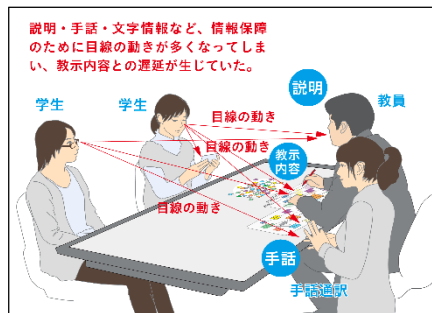 説明・手話・文字情報など、情報保障
のために目線の動きが多くなってしま
い、教示内容との遅延が生じていた。
学生
学生
説明
教員
目線の動き
目線の動き
教示
内容
目線の動き
手話
手話通訳